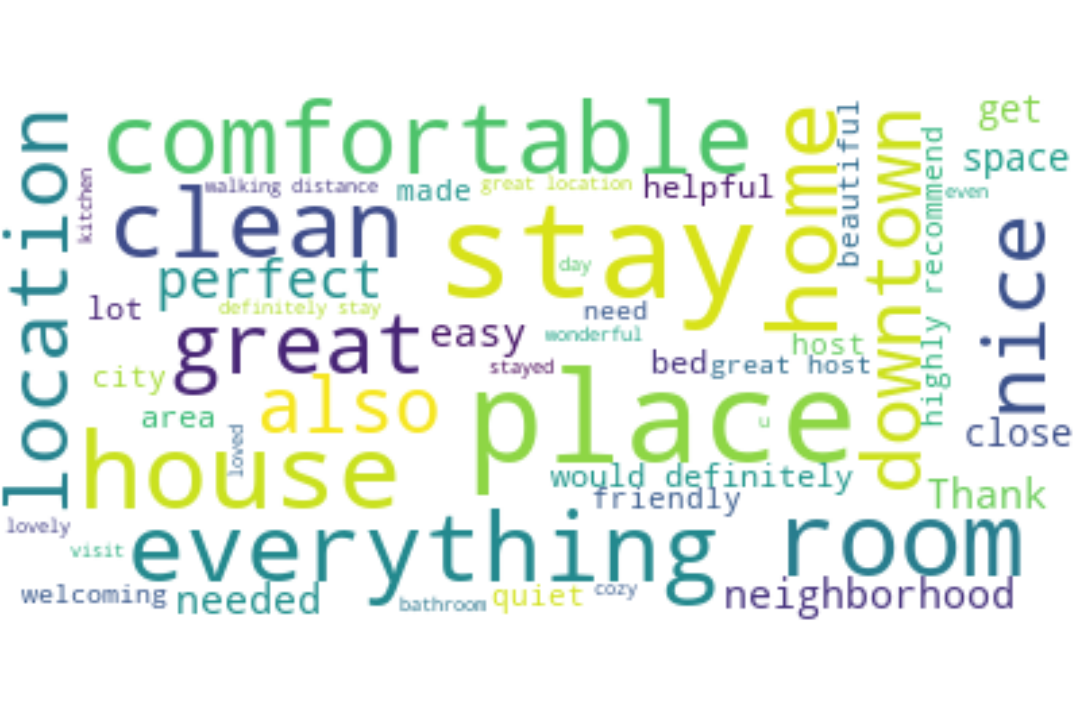 location
comfortable
home
beautiful
downtown
get
space
highly recommend
even
kitchen
walking distance
made
great location
helpful
clean
stay
nice
perfect
day
lot
definitely stay
need
great
easy
wonderful
host
stayed
bed
great host
city
also
place
u
area
loved
close
house
would definitely
friendly
Thank
lovely
everything
room
visit
welcoming
needed
bathroom
quiet
cozy
neighborhood